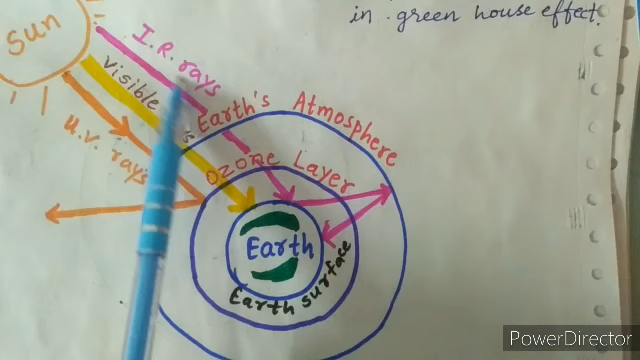 in green house effect.
Sun
I.R. rays
visible
u.v. rays
Earth's Atmosphere
Ozone Layer
Earth
Earth surface
PowerDirector